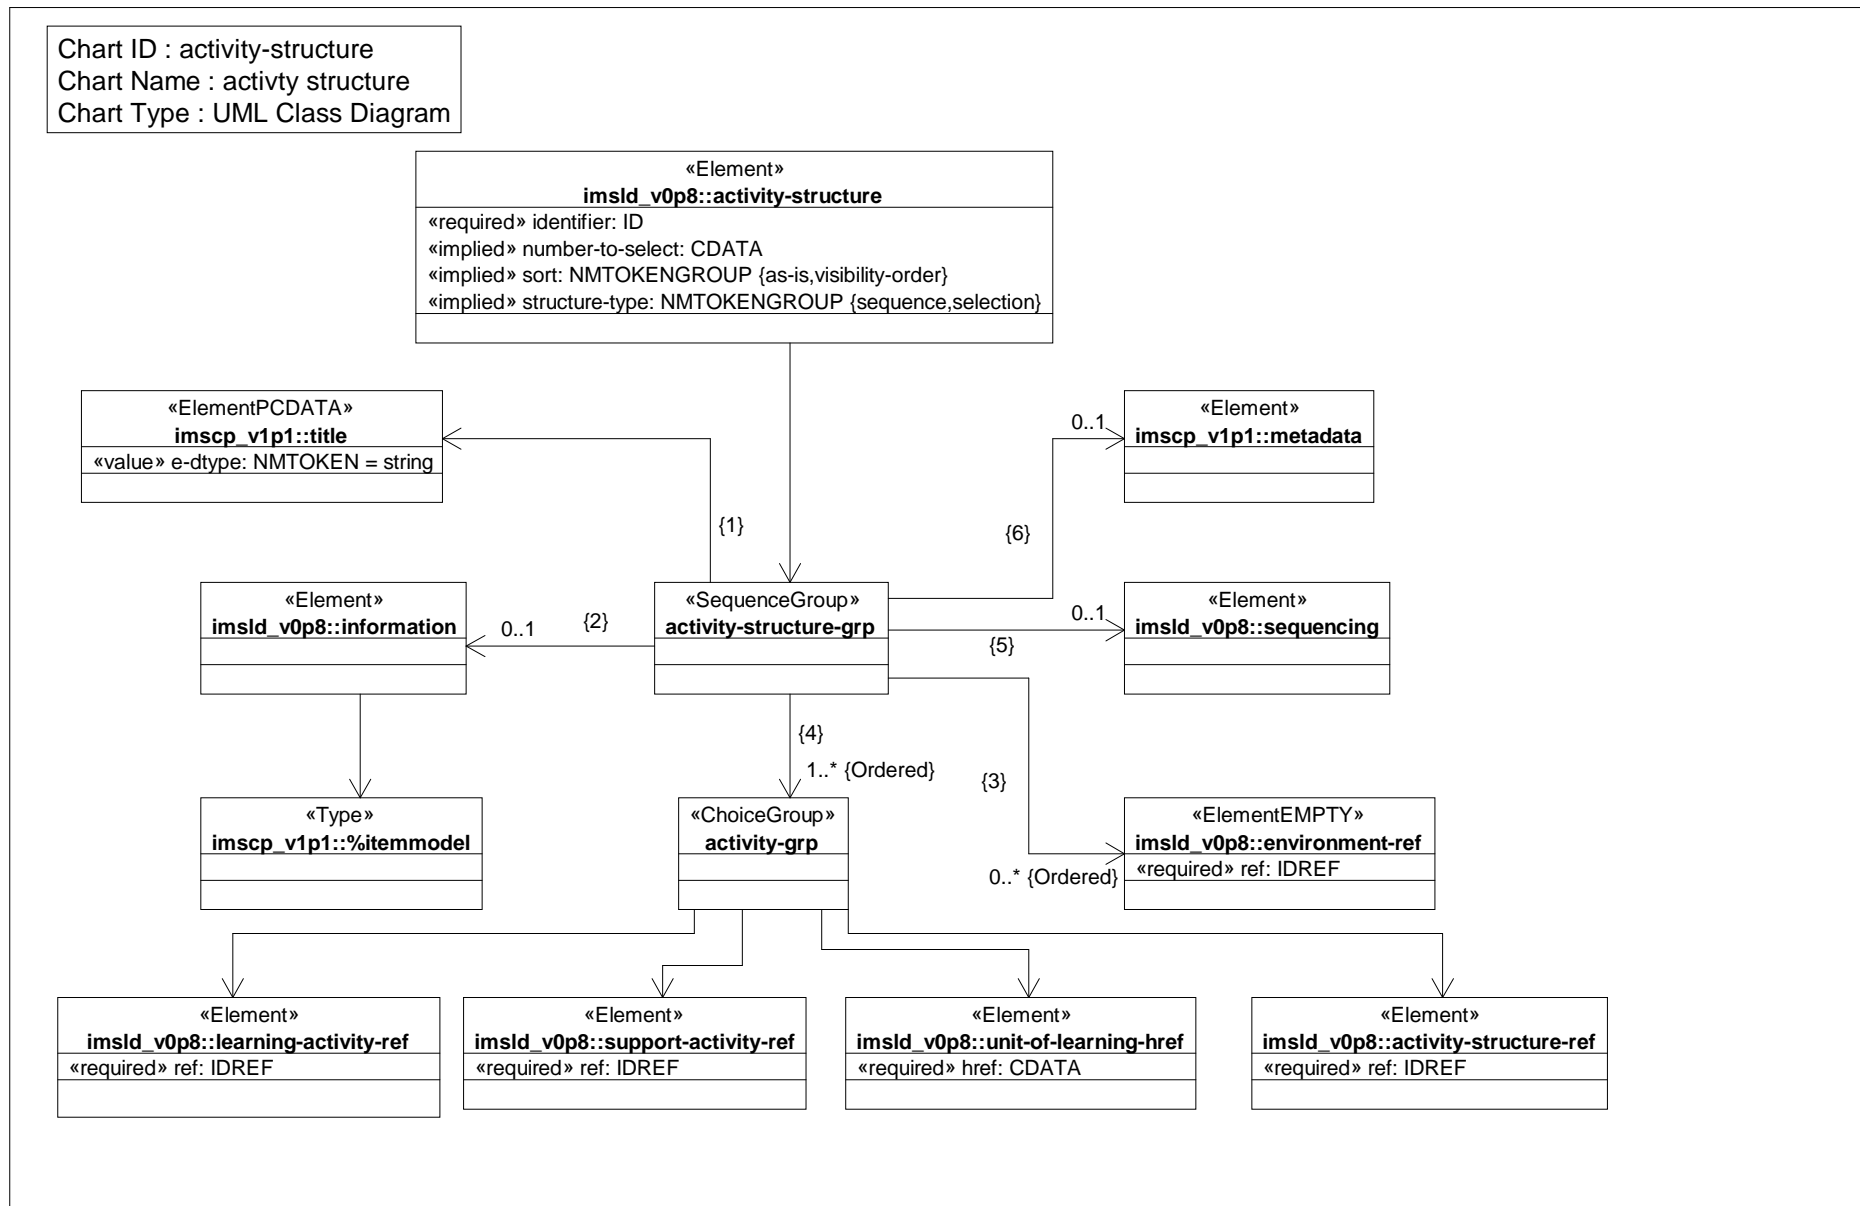 Chart ID : activity-structure
Chart Name : activty structure
Chart Type : UML Class Diagram
«Element»
imsld_v0p8::activity-structure
«required» identifier: ID
«implied» number-to-select: CDATA
«implied» sort: NMTOKENGROUP {as-is,visibility-order}
«implied» structure-type: NMTOKENGROUP {sequence,selection}
«ElementPCDATA»
imscp_v1p1::title
«value» e-dtype: NMTOKEN = string
{1}
0..1
{6}
«Element»
imscp_v1p1::metadata
«Element»
imsld_v0p8::information
0..1
{2}
«SequenceGroup»
activity-structure-grp
0..1
{5}
«Element»
imsld_v0p8::sequencing
{4}
1..* {Ordered}
{3}
0..* {Ordered}
«Type»
imscp_v1p1::%itemmodel
«ChoiceGroup»
activity-grp
«ElementEMPTY»
imsld_v0p8::environment-ref
«required» ref: IDREF
«Element»
imsld_v0p8::learning-activity-ref
«required» ref: IDREF
«Element»
imsld_v0p8::support-activity-ref
«required» ref: IDREF
«Element»
imsld_v0p8::unit-of-learning-href
«required» href: CDATA
«Element»
imsld_v0p8::activity-structure-ref
«required» ref: IDREF